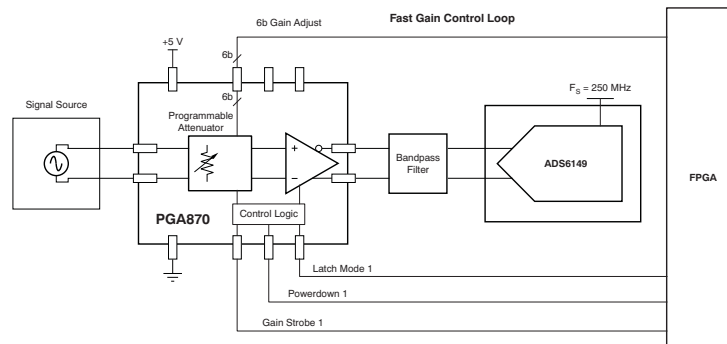 6b Gain Adjust
Fast Gain Control Loop
+5 V
6b
6b
Signal Source
Programmable
Attenuator
F_S = 250 MHz
+
−
Bandpass
Filter
ADS6149
FPGA
PGA870
Control Logic
Latch Mode 1
Powerdown 1
Gain Strobe 1